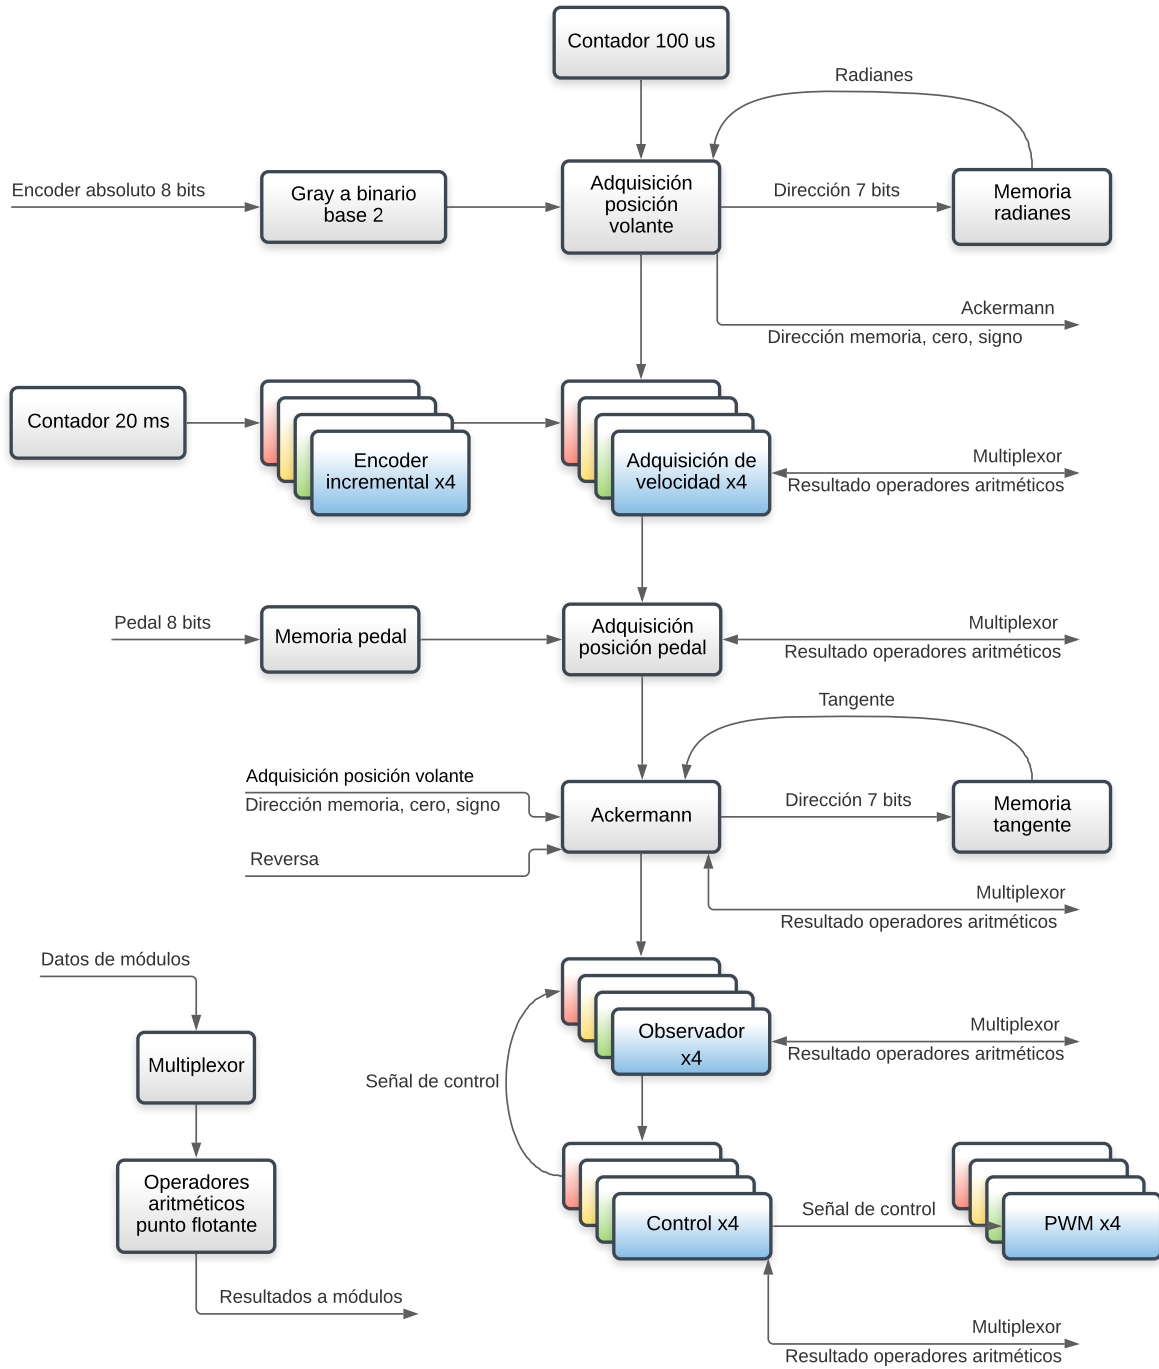 Contador 100 us
Radianes
Encoder absoluto 8 bits
Gray a binario
base 2
Adquisición
posición
volante
Dirección 7 bits
Memoria
radianes
Ackermann
Dirección memoria, cero, signo
Contador 20 ms
Encoder
incremental x4
Adquisición de
velocidad x4
Multiplexor
Resultado operadores aritméticos
Pedal 8 bits
Memoria pedal
Adquisición
posición pedal
Multiplexor
Resultado operadores aritméticos
Tangente
Adquisición posición volante
Dirección memoria, cero, signo
Reversa
Ackermann
Dirección 7 bits
Memoria
tangente
Multiplexor
Resultado operadores aritméticos
Datos de módulos
Multiplexor
Operadores
aritméticos
punto flotante
Resultados a módulos
Observador
x4
Multiplexor
Resultado operadores aritméticos
Señal de control
Control x4
Señal de control
PWM x4
Multiplexor
Resultado operadores aritméticos